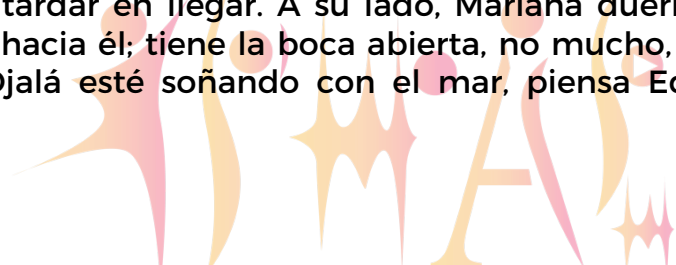 tardar en llegar. A su lado, Mariana
hacia él; tiene la boca abierta, no mucho,
esté soñando con el mar, piensa